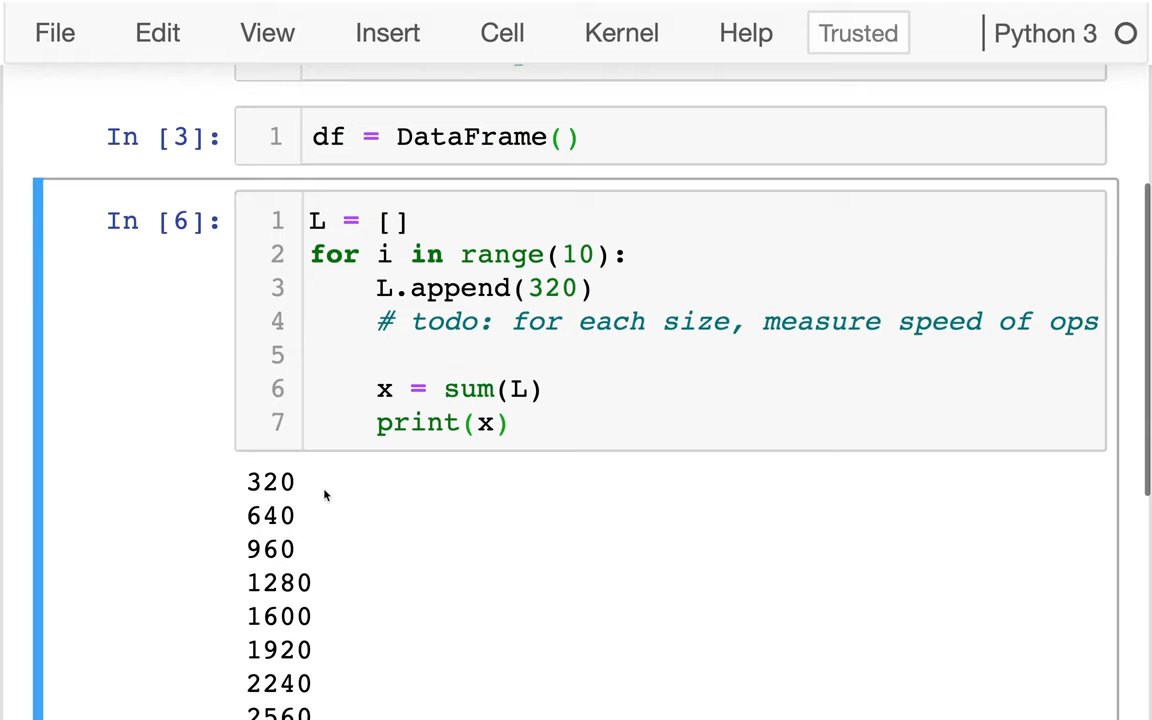 File Edit View Insert Cell Kernel Help Trusted Python 3
In [3]: 1 df = DataFrame()
In [6]: 1 L = []
2 for i in range(10):
3 L.append(320)
4 # todo: for each size, measure speed of ops
5
6 x = sum(L)
7 print(x)
320
640
960
1280
1600
1920
2240
2560